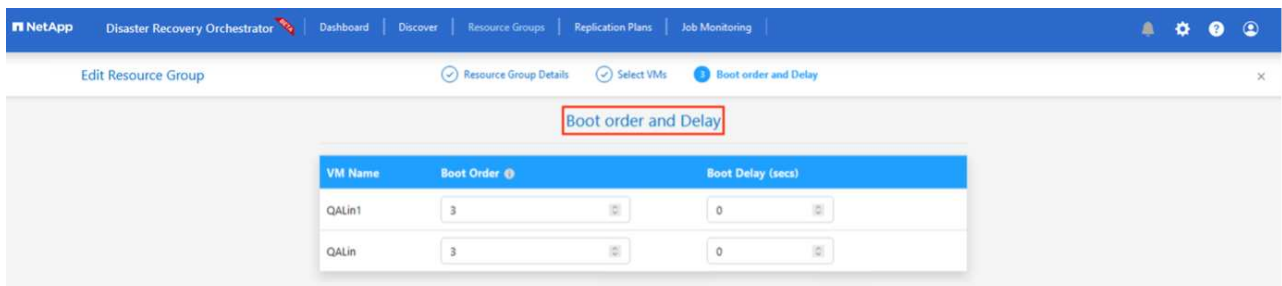 NetApp Disaster Recovery Orchestrator BETA Dashboard Discover Resource Groups Replication Plans Job Monitoring
Edit Resource Group Resource Group Details Select VMs 3 Boot order and Delay
Boot order and Delay
VM Name Boot Order Boot Delay (secs)
QALin1 3 0
QALin 3 0